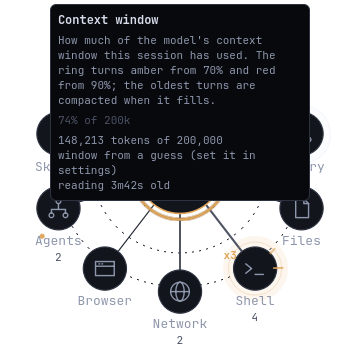 Context window
How much of the model's context
window this session has used. The
ring turns amber from 70% and red
from 90%; the oldest turns are
compacted when it fills.
74% of 200k
148,213 tokens of 200,000
window from a guess (set it in
settings)
reading 3m42s old
Sk
ry
Agents
2
Files
x3
Browser
Shell
4
Network
2